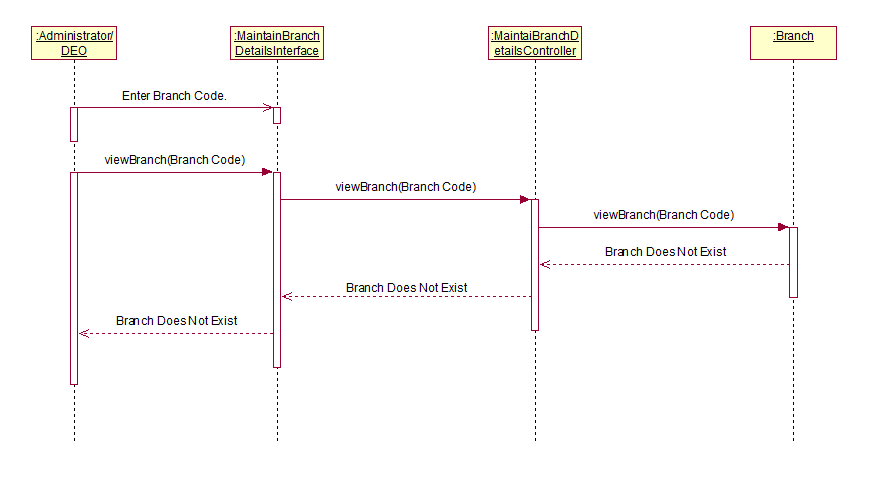 :Administrator/
DEO
:MaintainBranch
DetailsInterface
:MaintaiBranchD
etailsController
:Branch
Enter Branch Code.
viewBranch(Branch Code)
viewBranch(Branch Code)
viewBranch(Branch Code)
Branch Does Not Exist
Branch Does Not Exist
Branch Does Not Exist